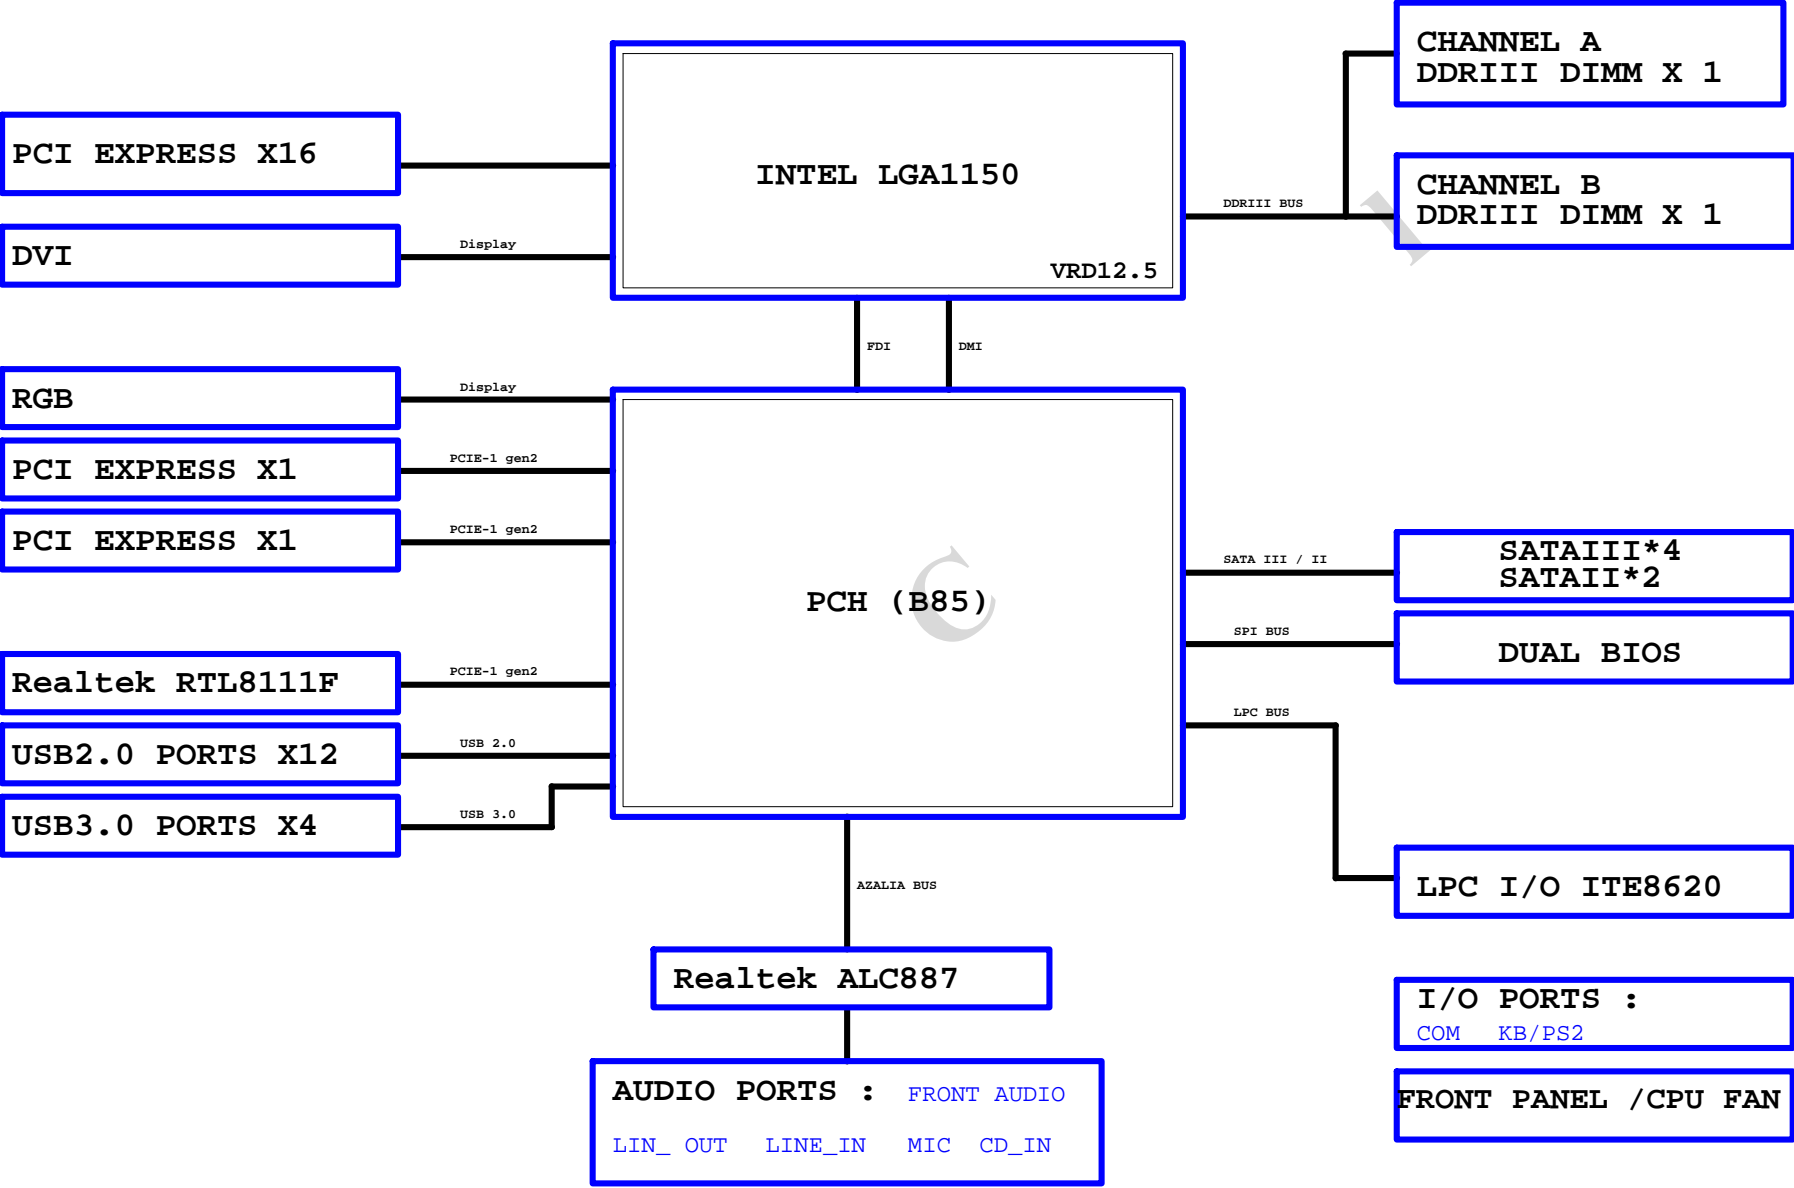 CHANNEL A
DDRIII DIMM X 1
PCI EXPRESS X16
INTEL LGA1150
CHANNEL B
DDRIII DIMM X 1
DDRIII BUS
DVI
Display
VRD12.5
FDI
DMI
RGB
Display
PCI EXPRESS X1
PCIE-1 gen2
PCI EXPRESS X1
PCIE-1 gen2
SATA III / II
SATAIII*4
SATAII*2
PCH (B85)
SPI BUS
DUAL BIOS
Realtek RTL8111F
PCIE-1 gen2
LPC BUS
USB2.0 PORTS X12
USB 2.0
USB3.0 PORTS X4
USB 3.0
AZALIA BUS
LPC I/O ITE8620
Realtek ALC887
I/O PORTS :
COM KB/PS2
AUDIO PORTS : FRONT AUDIO
LIN_ OUT LINE_IN MIC CD_IN
FRONT PANEL /CPU FAN